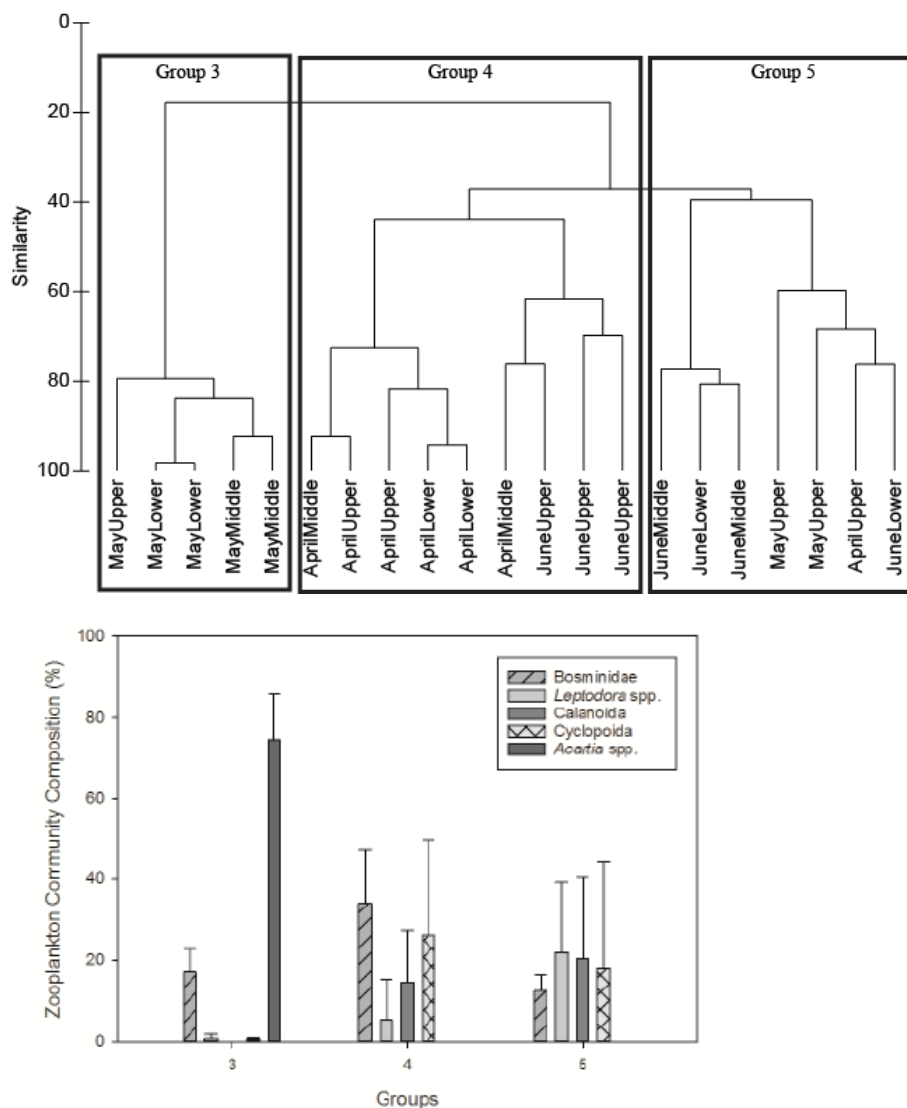 0
Group 3
Group 4
Group 5
20
40
Similarity
60
80
100
MayUpper
MayLower
MayLower
MayMiddle
MayMiddle
AprilMiddle
AprilUpper
AprilUpper
AprilLower
AprilLower
AprilMiddle
JuneUpper
JuneUpper
JuneUpper
JuneMiddle
JuneLower
JuneMiddle
MayUpper
MayUpper
AprilUpper
JuneLower
100
Bosminidae
Leptodora spp.
Calanoida
Cyclopoida
Acartia spp.
80
60
Zooplankton Community Composition (%)
40
20
0
3
4
5
Groups